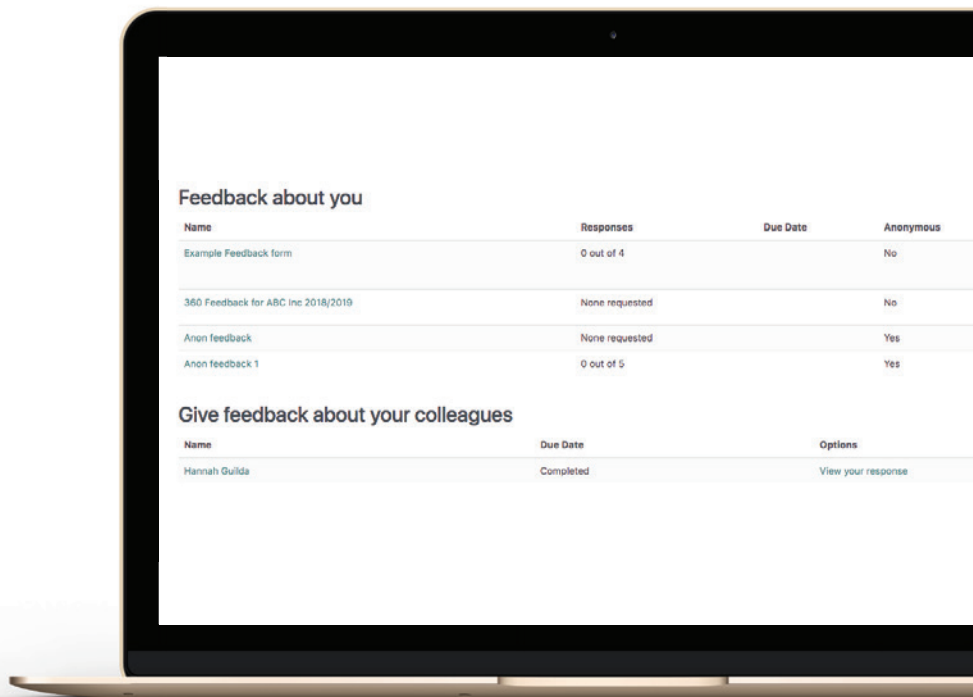 Feedback about you
Name Responses Due Date Anonymous
Example Feedback form 0 out of 4 No
360 Feedback for ABC Inc 2018/2019 None requested No
Anon feedback None requested Yes
Anon feedback 1 0 out of 5 Yes
Give feedback about your colleagues
Name Due Date Options
Hannah Guilda Completed View your response